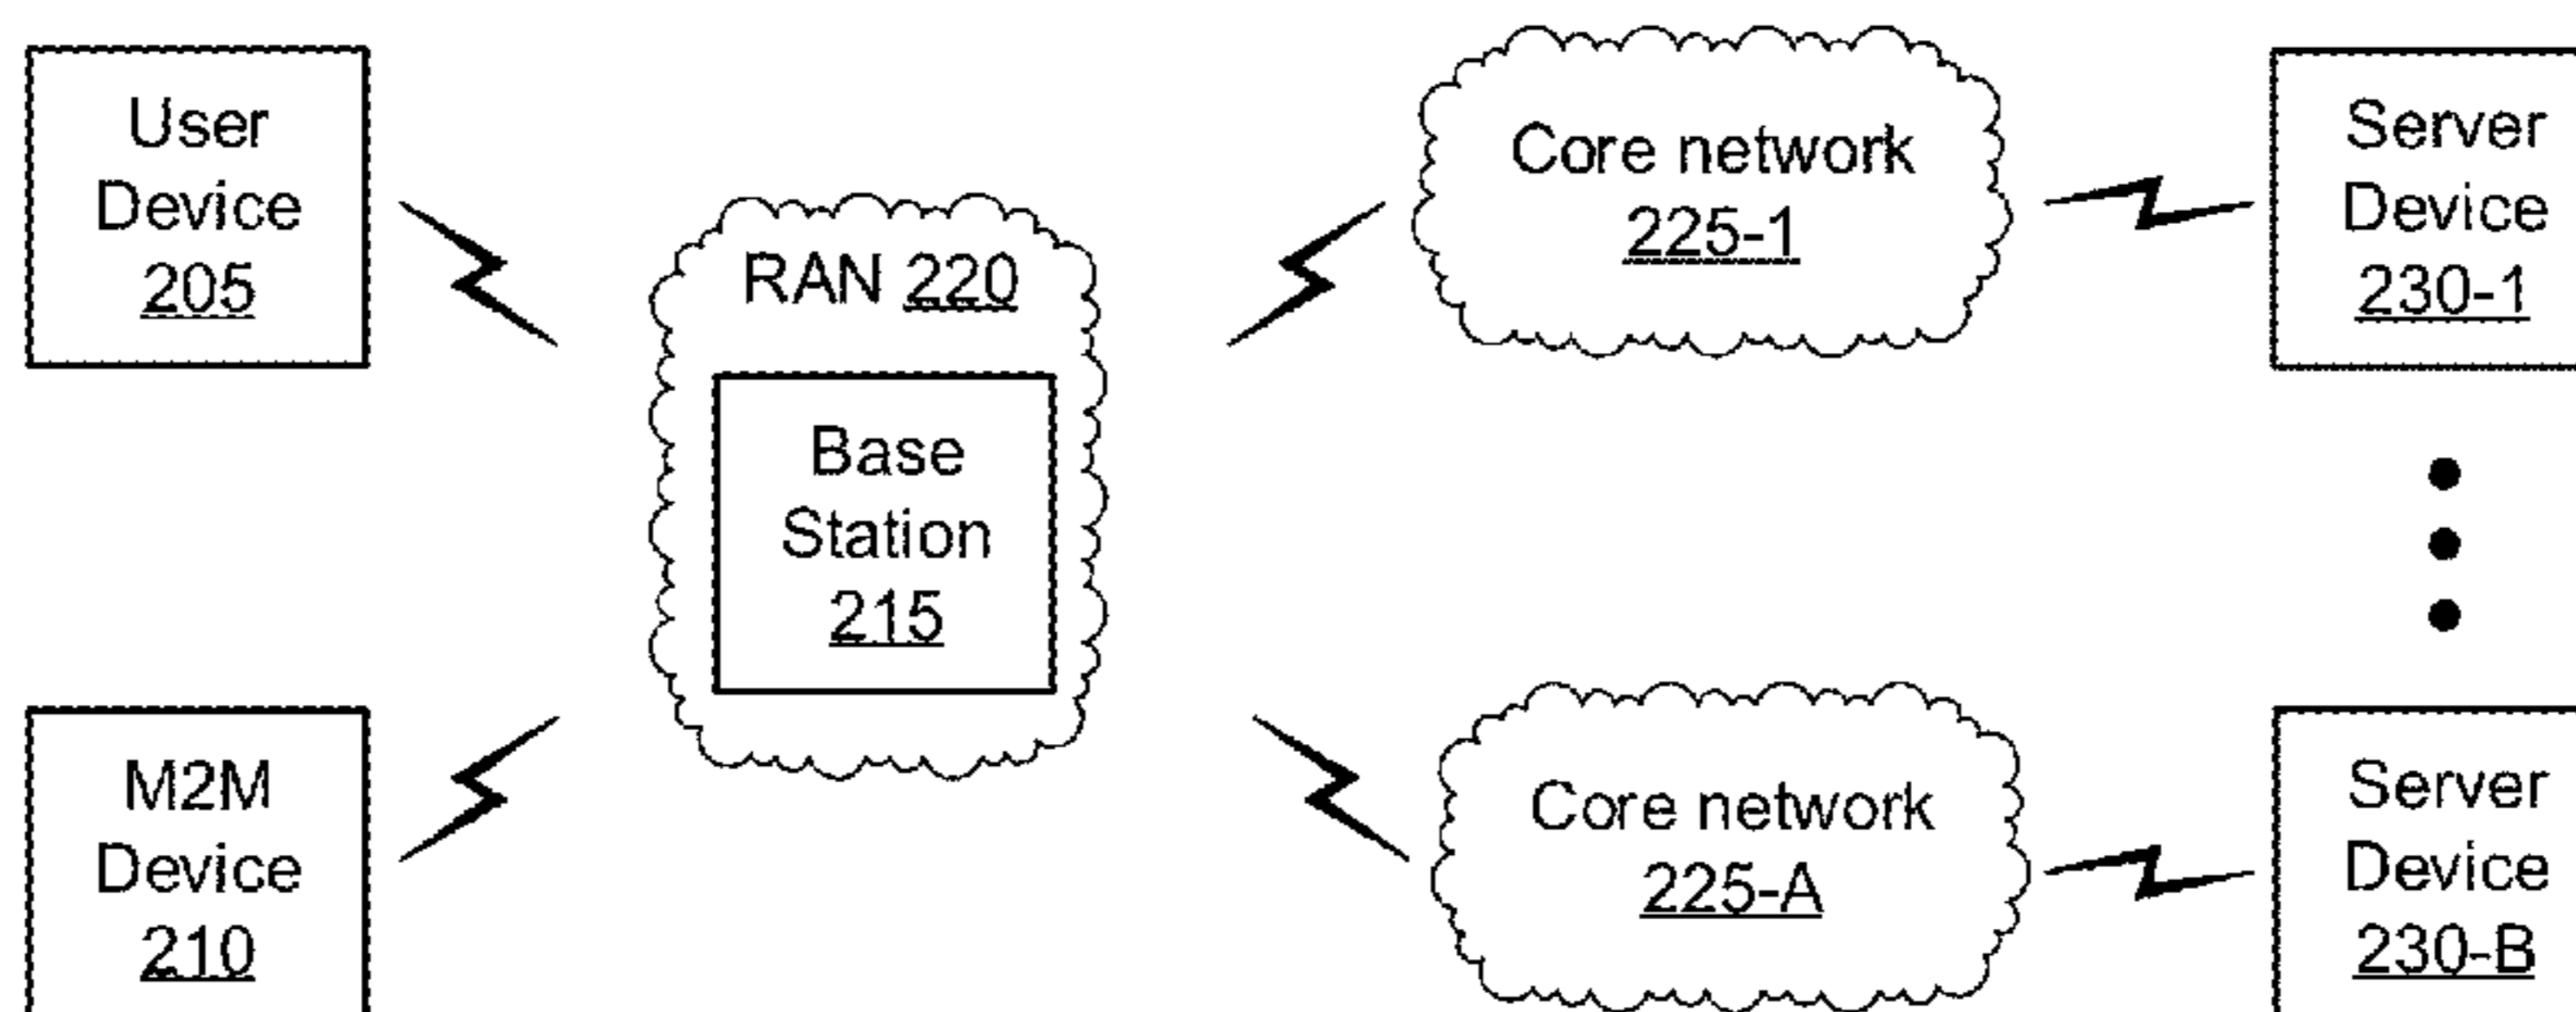 User
Device
205
M2M
Device
210
RAN 220
Base
Station
215
Core network
225-1
Core network
225-A
Server
Device
230-1
Server
Device
230-B